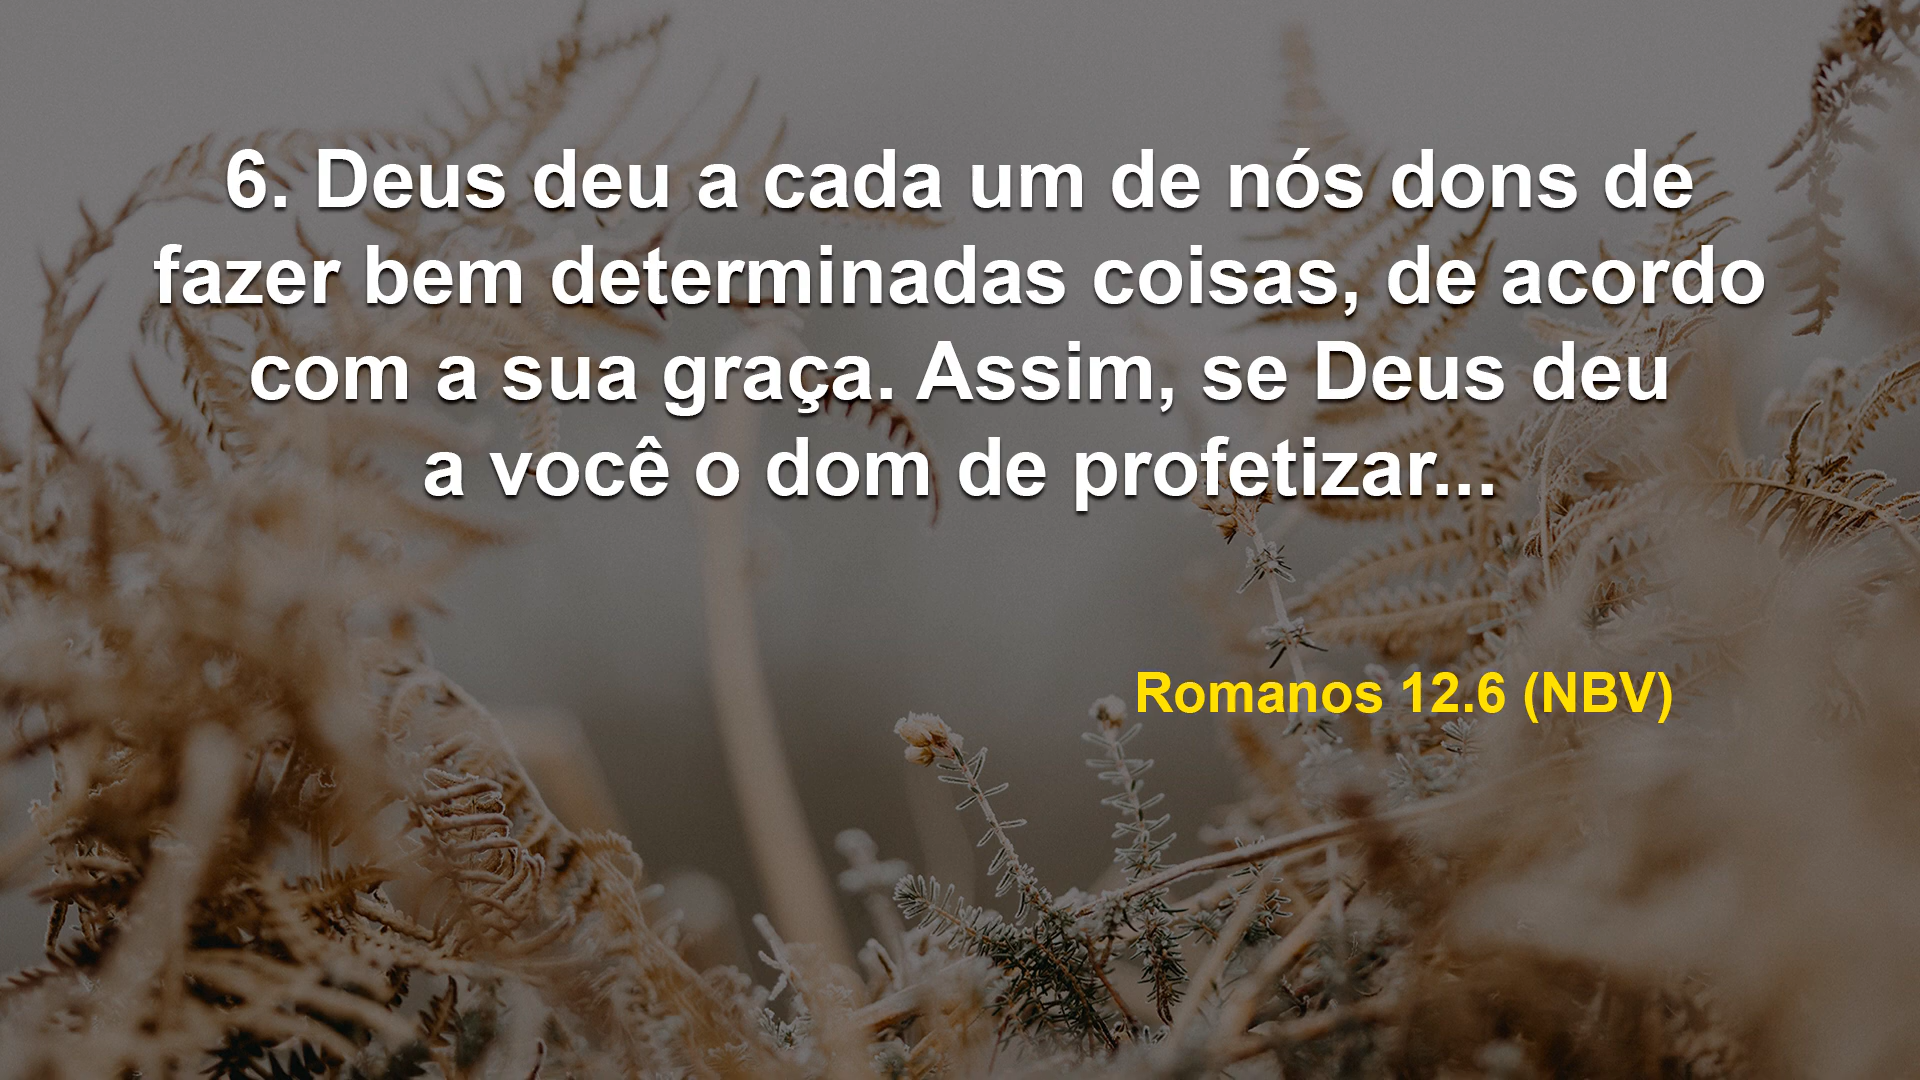 6. Deus deu a cada um de nós dons de
fazer bem determinadas coisas, de acordo
com a sua graça. Assim, se Deus deu
a você o dom de profetizar...
Romanos 12.6 (NBV)